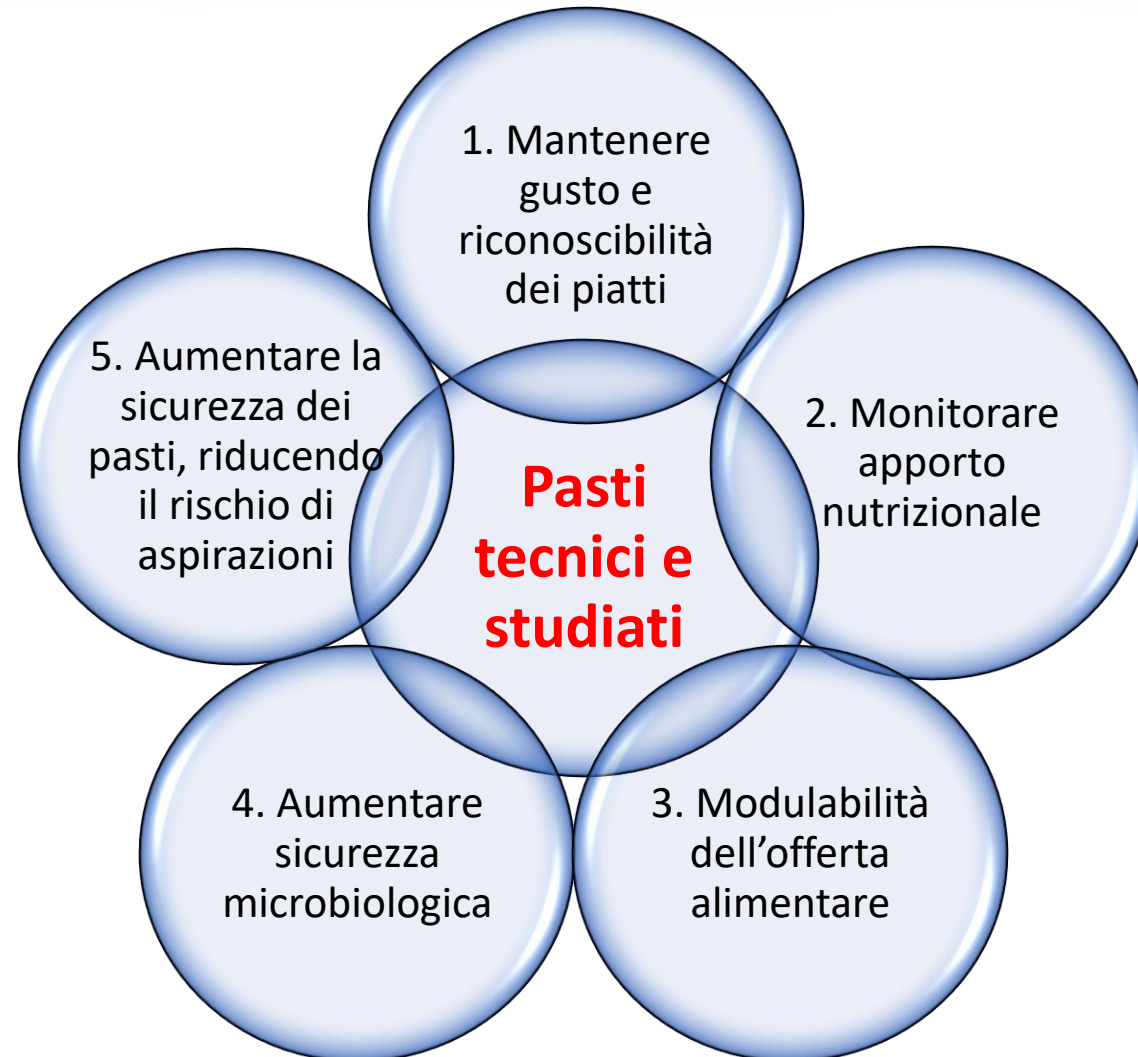 1. Mantenere
gusto e
riconoscibilità
dei piatti
2. Monitorare
apporto
nutrizionale
3. Modulabilità
dell’offerta
alimentare
4. Aumentare
sicurezza
microbiologica
5. Aumentare la
sicurezza dei
pasti, riducendo
il rischio di
aspirazioni
Pasti
tecnici e
studiati